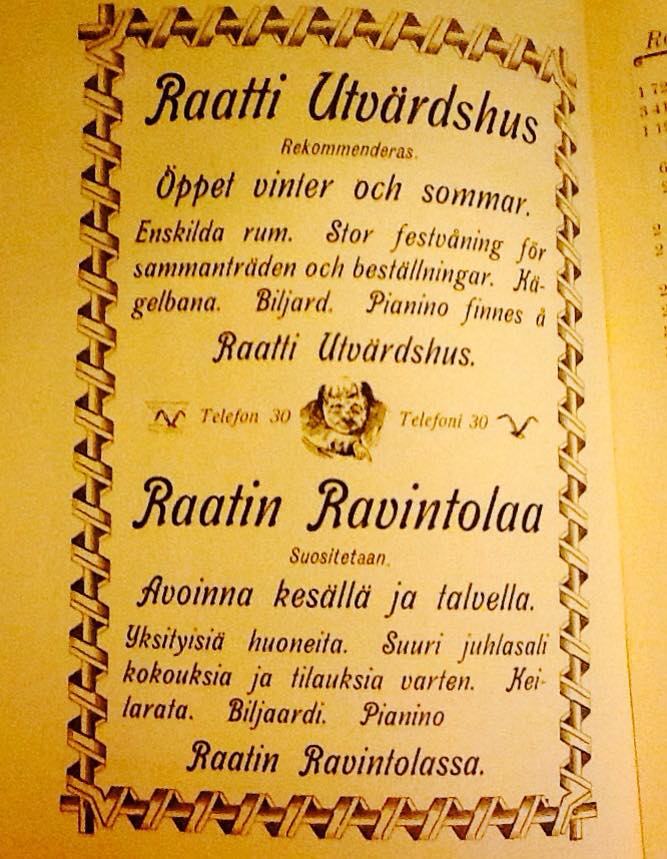 Raatti Utvärdshus
Rekommenderas.
Öppet vinter och sommar.
Enskilda rum. Stor festvåning för
sammanträden och beställningar. Kä-
gelbana. Biljard. Pianino finnes å
Raatti Utvärdshus.
Telefon 30 Telefoni 30
Raatin Ravintolaa
Suositetaan.
Avoinna kesällä ja talvella.
Yksityisiä huoneita. Suuri juhlasali
kokouksia ja tilauksia varten. Kei-
larata. Biljaardi. Pianino
Raatin Ravintolassa.